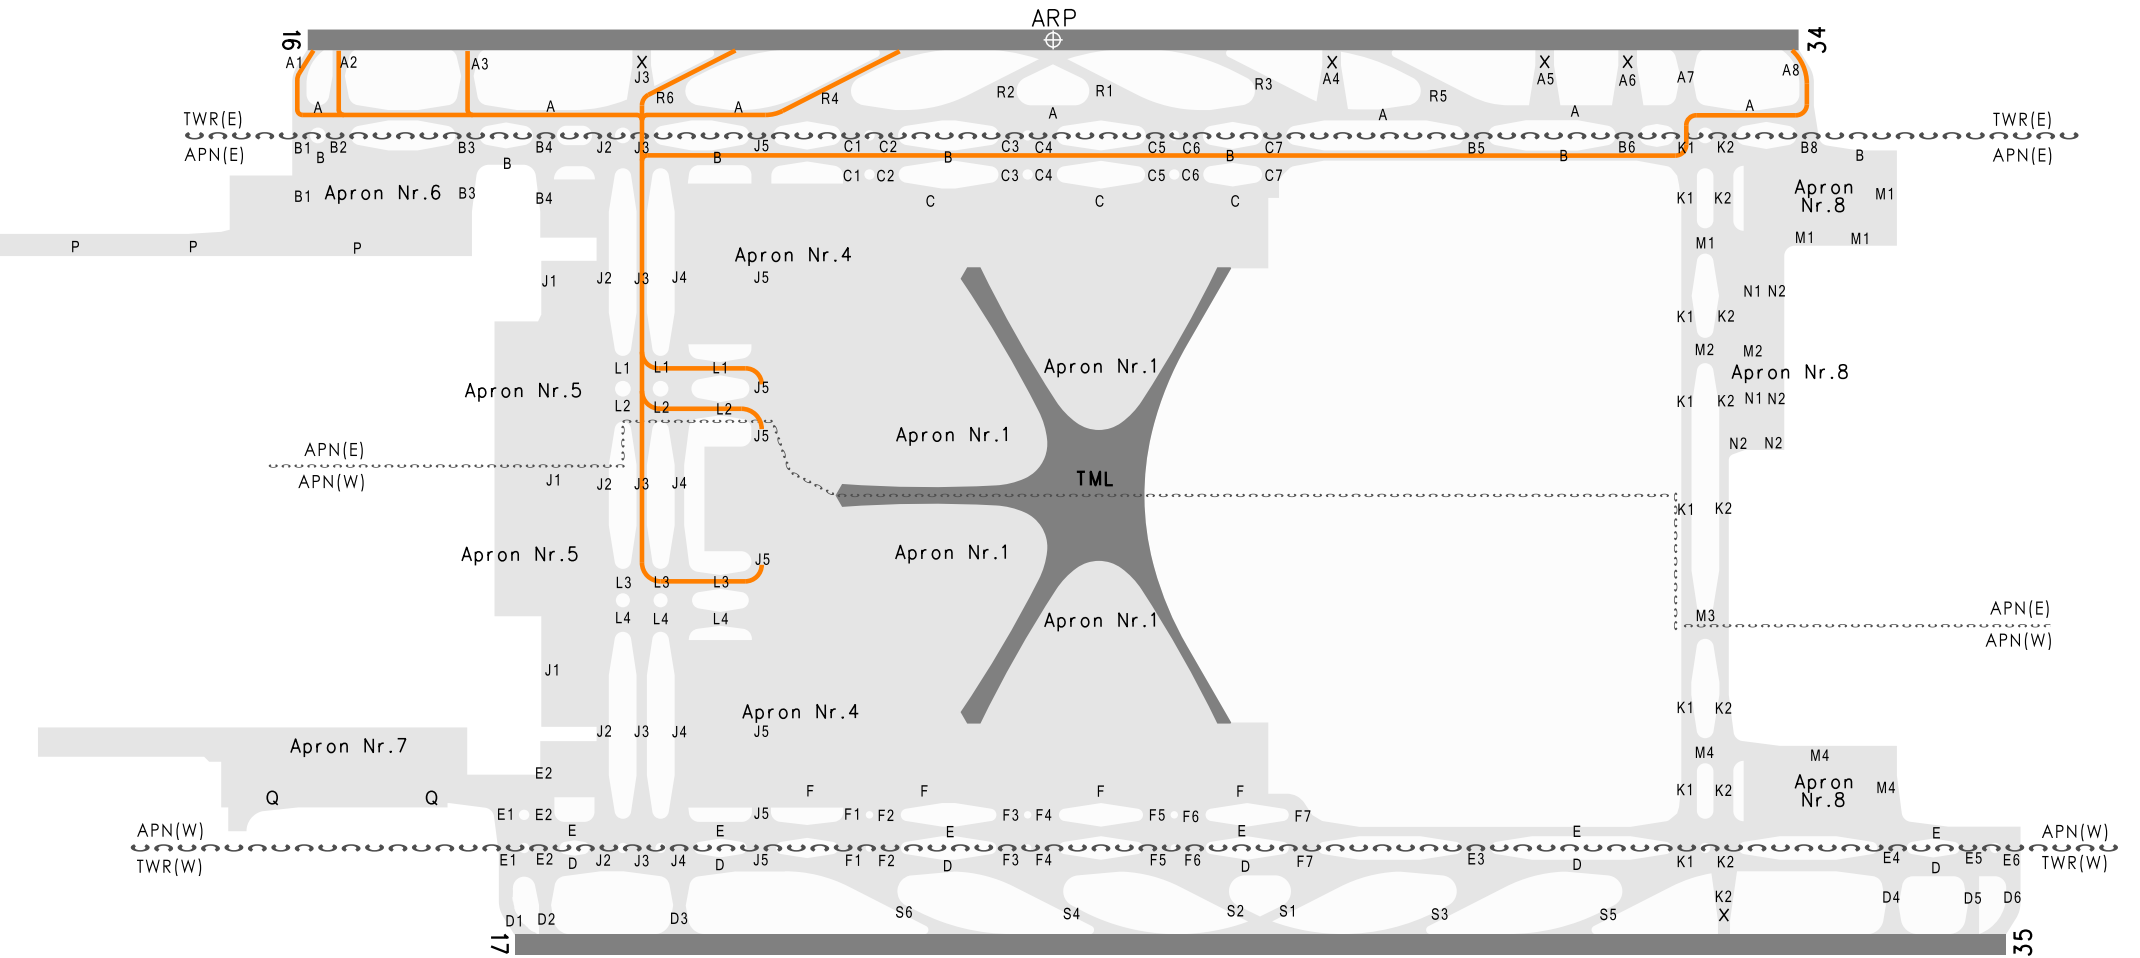 ARP
16
34
A1
A2
A3
X
J3
X
A4
X
A5
X
A6
A7
A8
R6
R4
R2
R1
R3
R5
A
A
A
A
A
A
A
TWR(E)
TWR(E)
APN(E)
APN(E)
B1
B2
B3
B4
J2
J3
J5
C1
C2
C3
C4
C5
C6
C7
B5
B6
K1
K2
B8
B
B
B
B
B
B
B
B1
Apron Nr.6
B3
B4
C1
C2
C3
C4
C5
C6
C7
C
C
C
K1
K2
Apron
Nr.8
M1
P
P
P
M1
M1
M1
Apron Nr.4
J1
J2
J3
J4
J5
N1
N2
K1
K2
L1
L1
L1
J5
Apron Nr.1
M2
M2
Apron Nr.8
Apron Nr.5
L2
L2
L2
J5
K1
K2
N1
N2
Apron Nr.1
N2
N2
APN(E)
APN(W)
J1
J2
J3
J4
TML
K1
K2
Apron Nr.5
Apron Nr.1
J5
L3
L3
L3
L4
L4
L4
Apron Nr.1
M3
APN(E)
APN(W)
J1
Apron Nr.4
J2
J3
J4
J5
K1
K2
Apron Nr.7
M4
M4
E2
Q
Q
F
F
F
F
K1
K2
Apron
Nr.8
M4
E1
E2
J5
F1
F2
F3
F4
F5
F6
F7
APN(W)
E
E
E
E
E
E
APN(W)
TWR(W)
TWR(W)
E1
E2
D
J2
J3
J4
D
J5
F1
F2
D
F3
F4
F5
F6
D
F7
E3
D
K1
K2
E4
D
E5
E6
D1
D2
D3
S6
S4
S2
S1
S3
S5
K2
X
D4
D5
D6
17
35